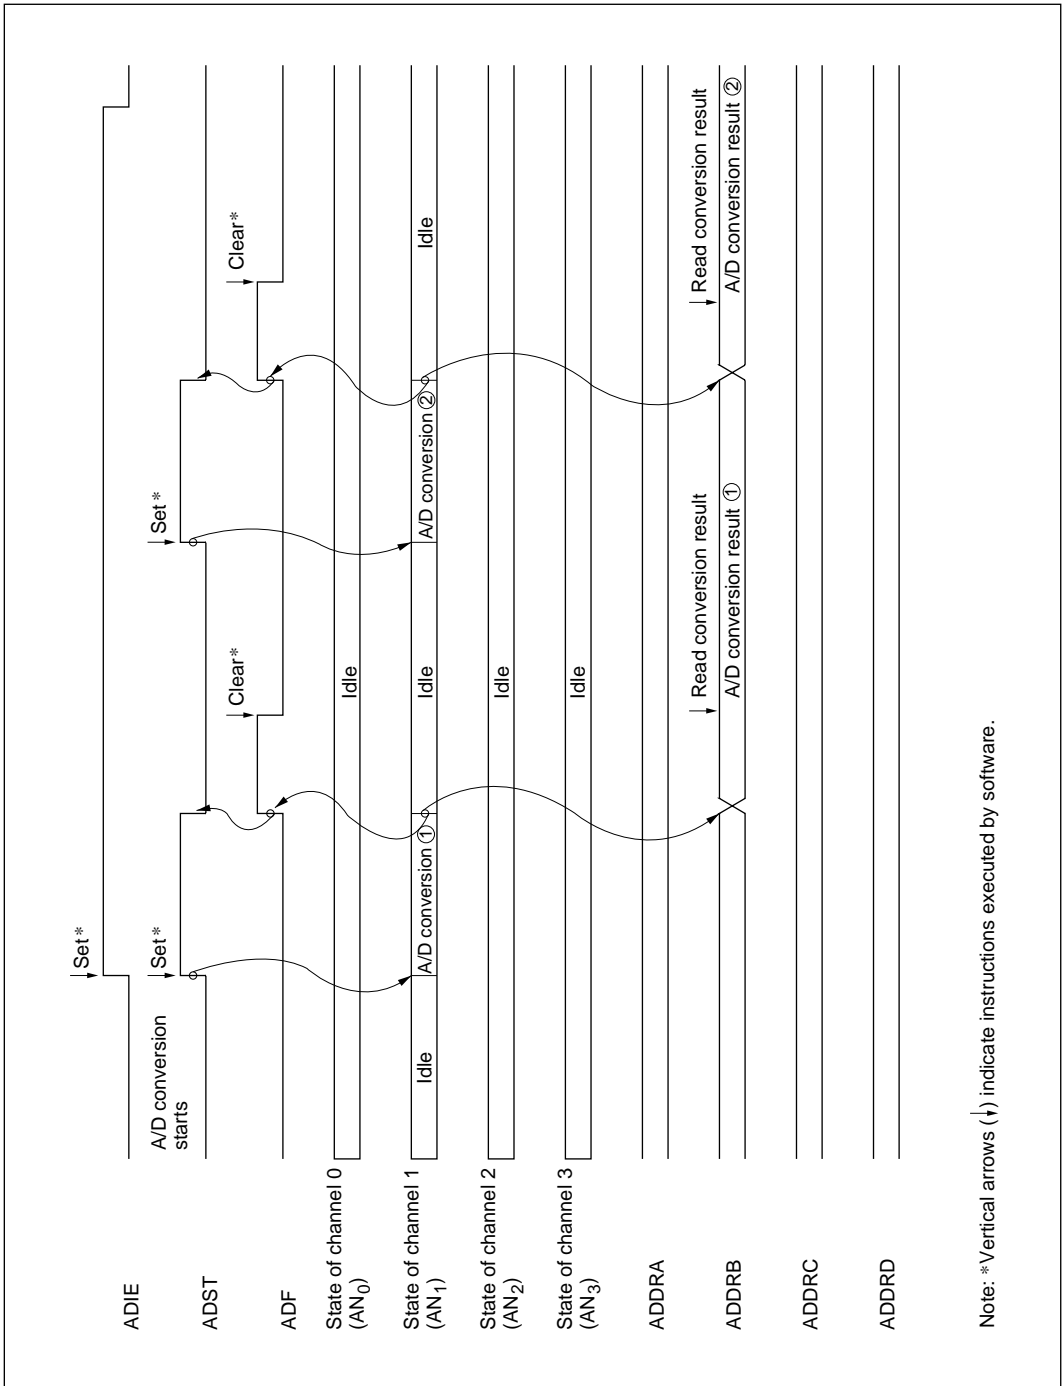 ADIE
Set*
ADST
A/D conversion
starts
Set*
Set*
ADF
Clear*
Clear*
State of channel 0
(AN0)
Idle
State of channel 1
(AN1)
Idle
A/D conversion ①
Idle
A/D conversion ②
Idle
State of channel 2
(AN2)
Idle
State of channel 3
(AN3)
Idle
ADDRA
ADDRB
Read conversion result
A/D conversion result ①
Read conversion result
A/D conversion result ②
ADDRC
ADDRD
Note: *Vertical arrows (↓) indicate instructions executed by software.